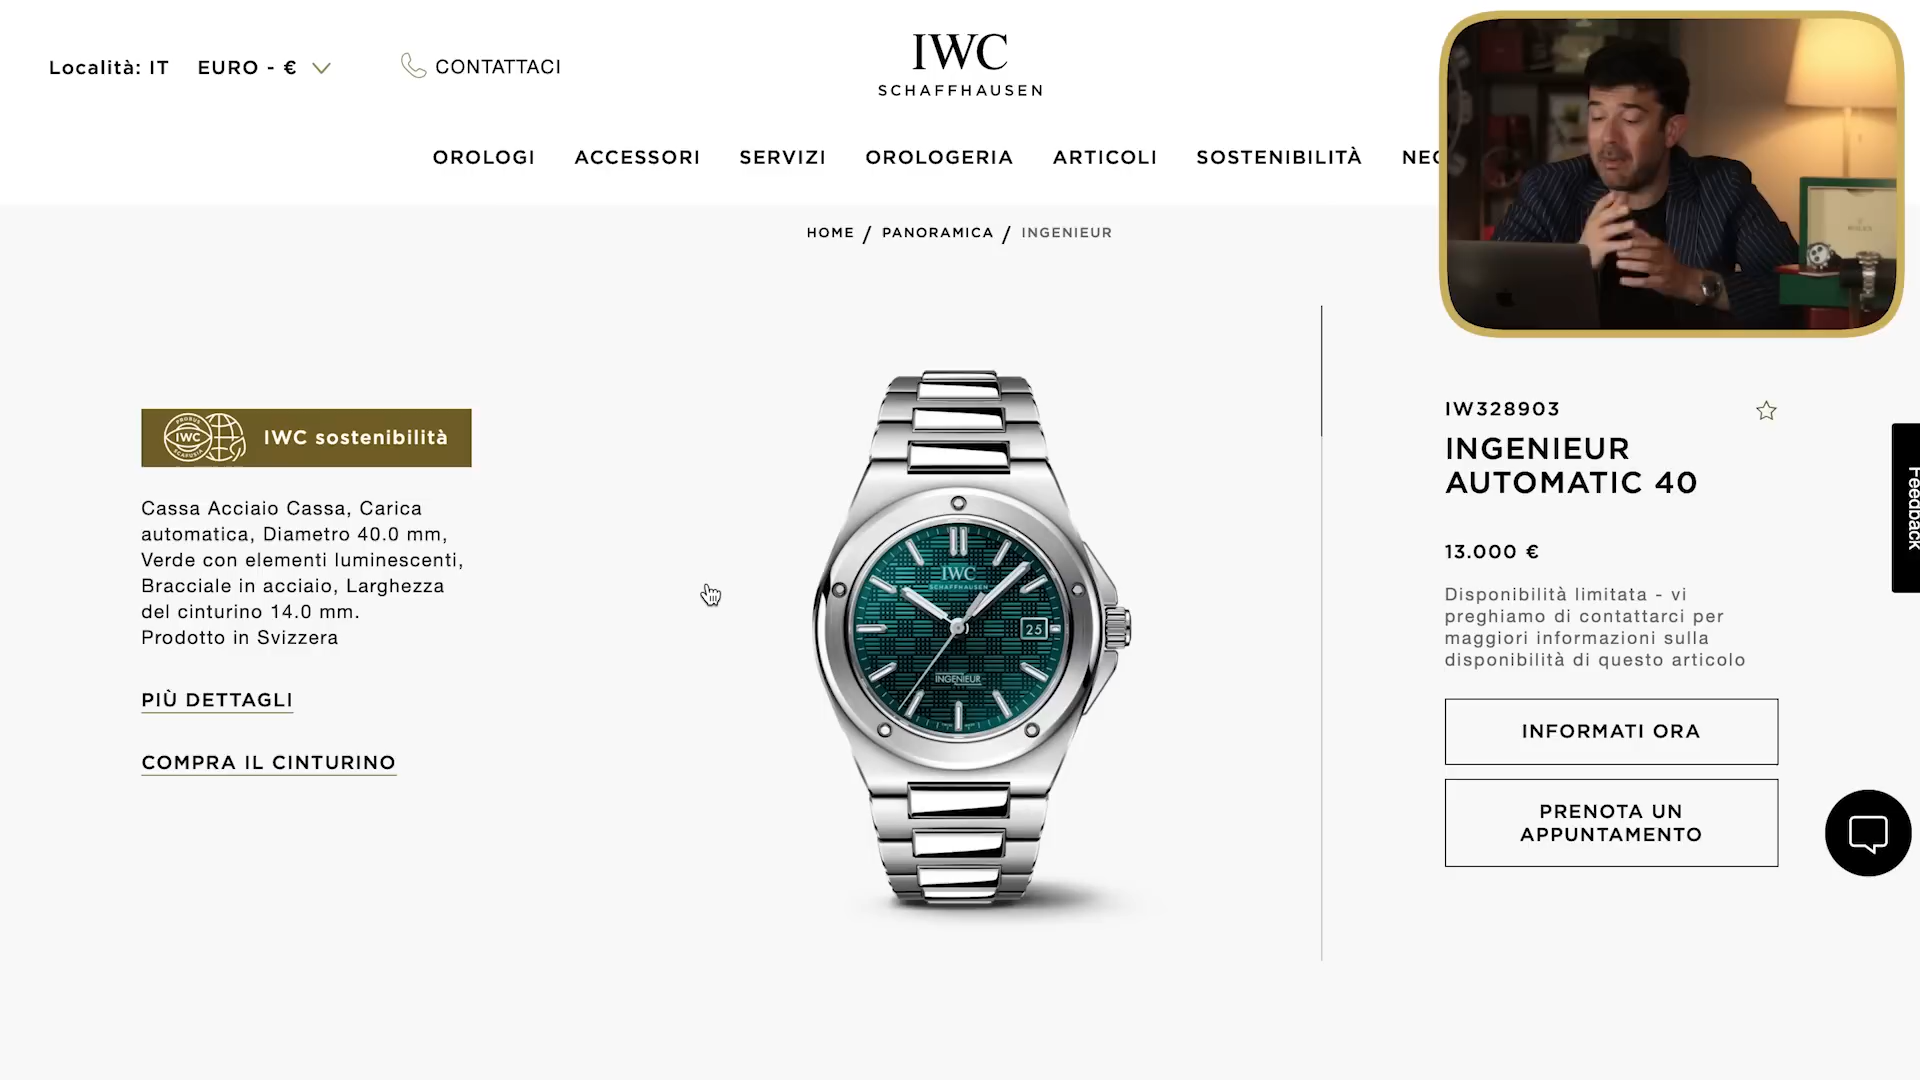 Località: IT
EURO - €
CONTATTACI
IWC
SCHAFFHAUSEN
OROLOGI
ACCESSORI
SERVIZI
OROLOGERIA
ARTICOLI
SOSTENIBILITÀ
HOME / PANORAMICA / INGENIEUR
IWC
IWC sostenibilità
Cassa Acciaio Cassa, Carica
automatica, Diametro 40.0 mm,
Verde con elementi luminescenti,
Bracciale in acciaio, Larghezza
del cinturino 14.0 mm.
Prodotto in Svizzera
PIÙ DETTAGLI
COMPRA IL CINTURINO
IWC
SCHAFFHAUSEN
25
INGENIEUR
ROLEX
IW328903
INGENIEUR
AUTOMATIC 40
13.000 €
Disponibilità limitata - vi
preghiamo di contattarci per
maggiori informazioni sulla
disponibilità di questo articolo
INFORMATI ORA
PRENOTA UN
APPUNTAMENTO
Feedback